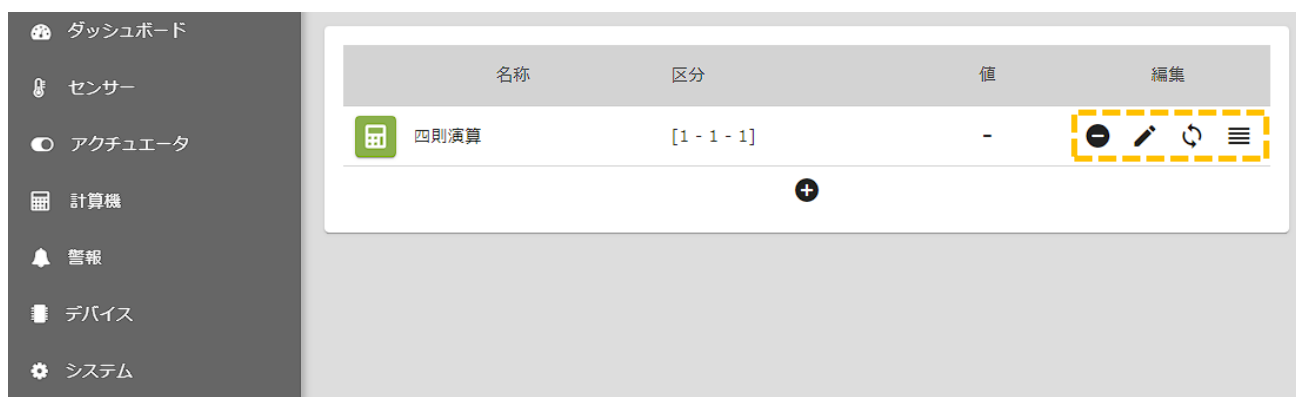 ダッシュボード
センサー
アクチュエータ
計算機
警報
デバイス
システム
名称 区分 値 編集
四則演算 [1 - 1 - 1] -